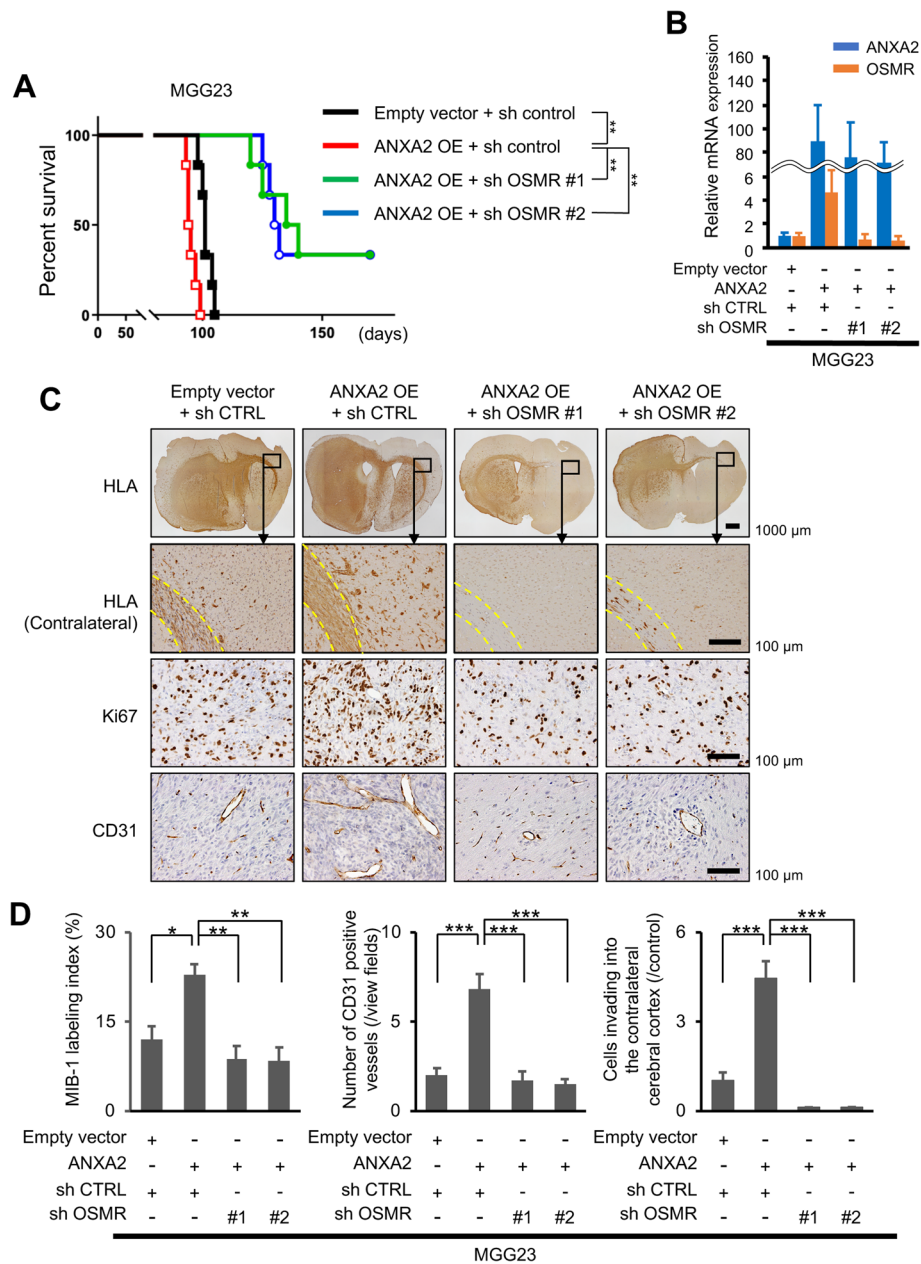 A
MGG23
Percent survival
100
50
0
0 50 100 150 (days)
Empty vector + sh control
ANXA2 OE + sh control
ANXA2 OE + sh OSMR #1
ANXA2 OE + sh OSMR #2
**
**
**
B
Relative mRNA expression
160
140
120
100
80
6
4
2
0
ANXA2
OSMR
Empty vector + - - -
ANXA2 - + + +
sh CTRL + + - -
sh OSMR - - #1 #2
MGG23
C
Empty vector + sh CTRL
ANXA2 OE + sh CTRL
ANXA2 OE + sh OSMR #1
ANXA2 OE + sh OSMR #2
HLA
1000 µm
HLA
(Contralateral)
100 µm
Ki67
100 µm
CD31
100 µm
D
MIB-1 labeling index (%)
30
15
0
* ** **
Number of CD31 positive
vessels (/view fields)
10
5
0
*** *** ***
Cells invading into
the contralateral
cerebral cortex (/control)
6
3
0
*** *** ***
Empty vector + - - -
ANXA2 - + + +
sh CTRL + + - -
sh OSMR - - #1 #2
Empty vector + - - -
ANXA2 - + + +
sh CTRL + + - -
sh OSMR - - #1 #2
Empty vector + - - -
ANXA2 - + + +
sh CTRL + + - -
sh OSMR - - #1 #2
MGG23